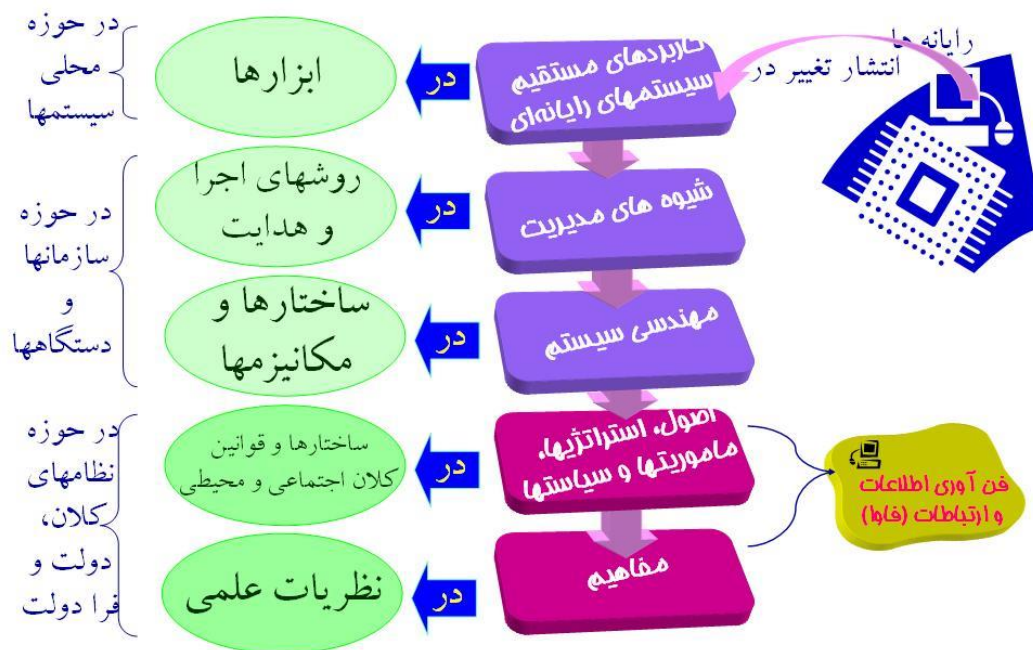 رایانه ها
انتشار تغییر در
کاربردهای مستقیم
سیستمهای رایانه‌ای
در
ابزارها
در حوزه
محلی
سیستمها
شیوه های مدیریت
در
روشهای اجرا
و هدایت
مهندسی سیستم
در
ساختارها و
مکانیزمها
در حوزه
سازمانها
و
دستگاهها
اصول، استراتژیها،
ماموریتها و سیاستها
در
ساختارها و قوانین
کلان اجتماعی و محیطی
مفاهیم
در
نظریات علمی
در حوزه
نظامهای
کلان،
دولت و
فرا دولت
فن آوری اطلاعات
و ارتباطات (فاوا)